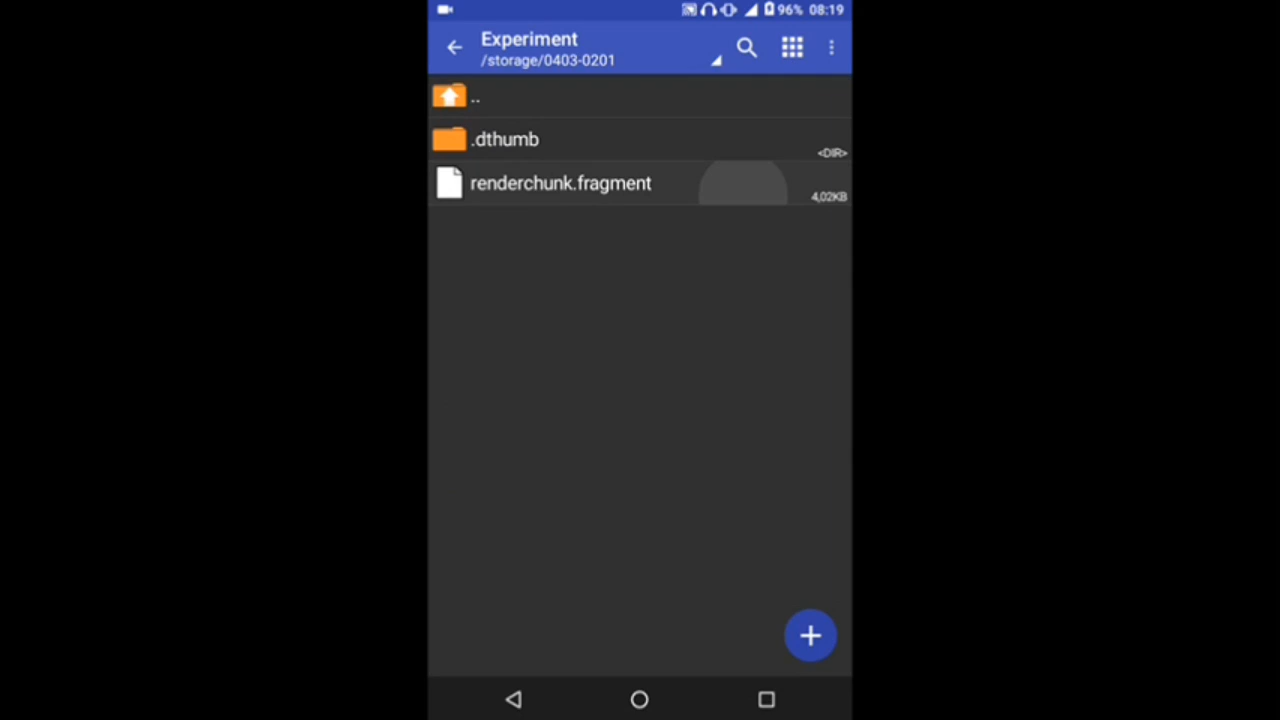 96% 08:19
Experiment
/storage/0403-0201
..
.dthumb
<DIR>
renderchunk.fragment
4,02KB